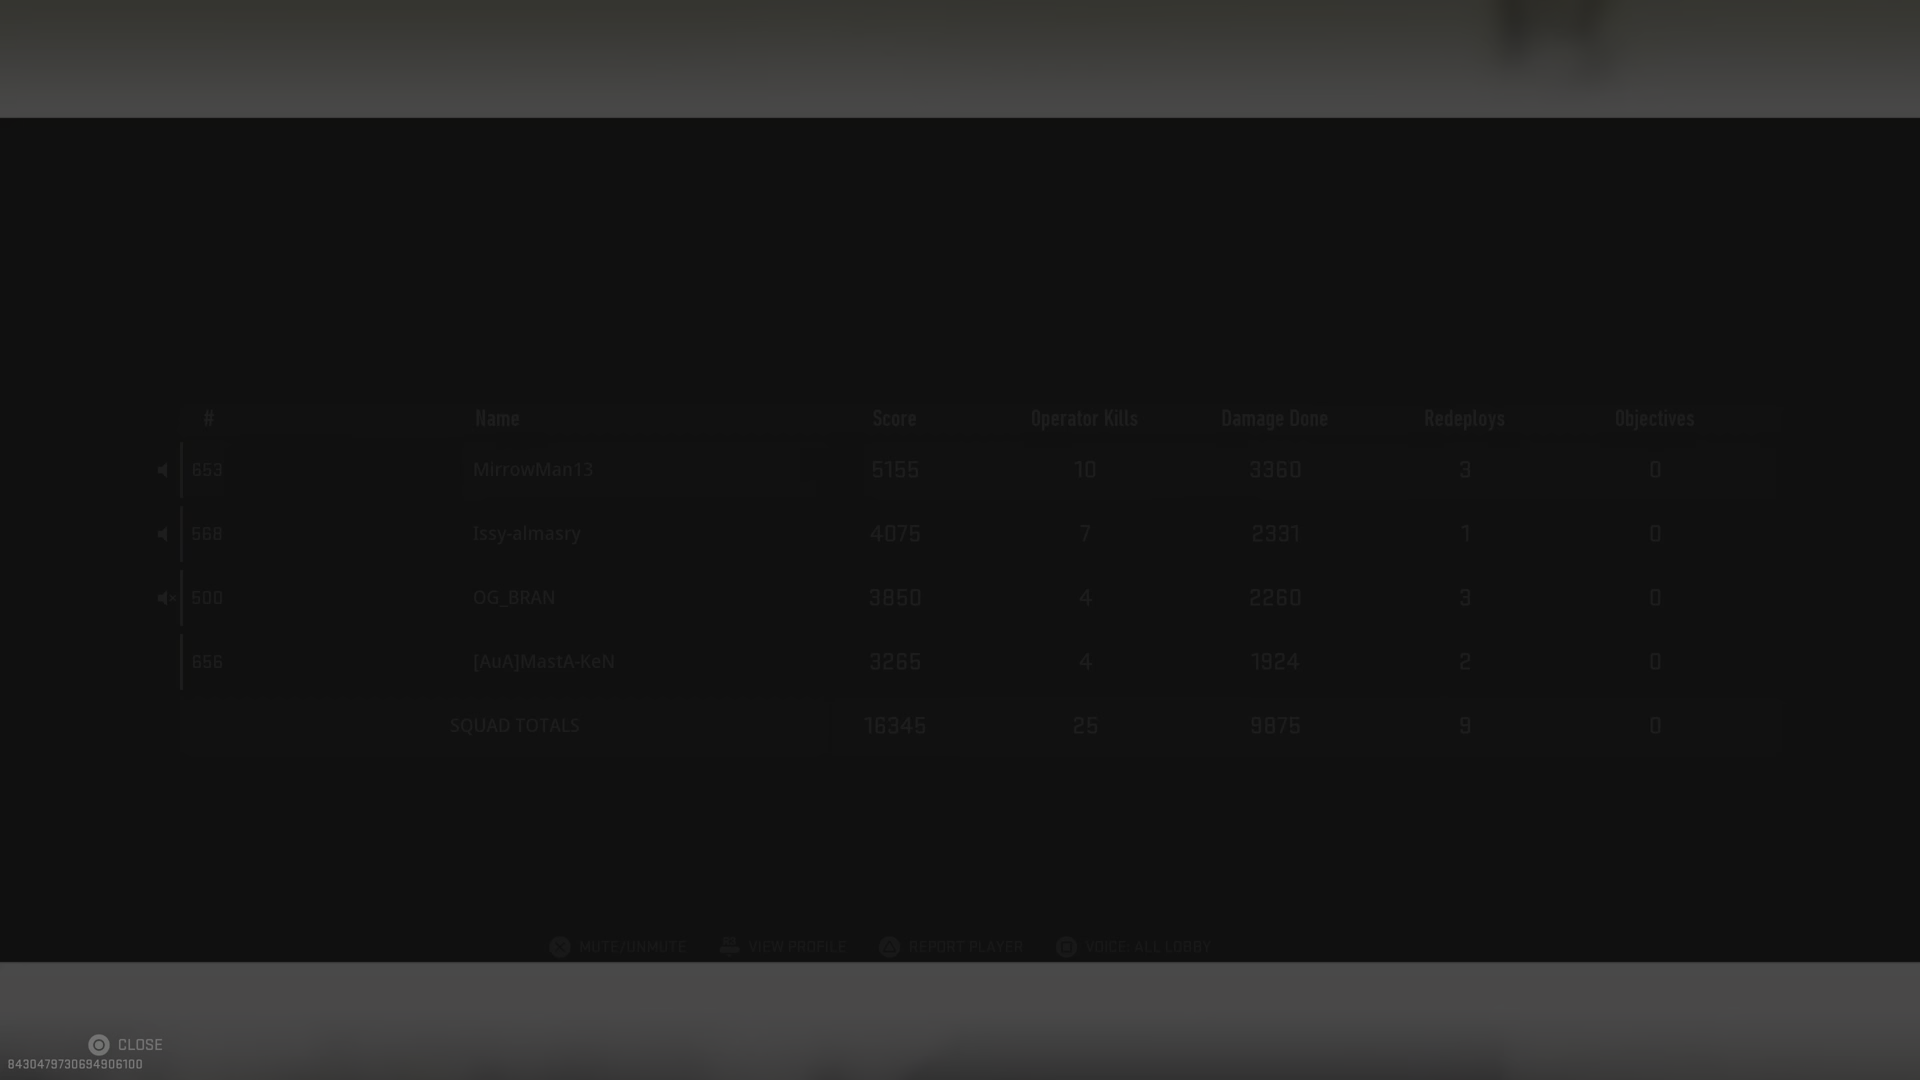 # Name Score Operator Kills Damage Done Redeploys Objectives
653 MirrowMan13 5155 10 3360 3 0
568 Issy-almasry 4075 7 2331 1 0
500 OG_BRAN 3850 4 2260 3 0
656 [AuA]MastA-KeN 3265 4 1924 2 0
SQUAD TOTALS 16345 25 9875 9 0
MUTE/UNMUTE VIEW PROFILE REPORT PLAYER VOICE: ALL LOBBY
CLOSE
8430479730694906100